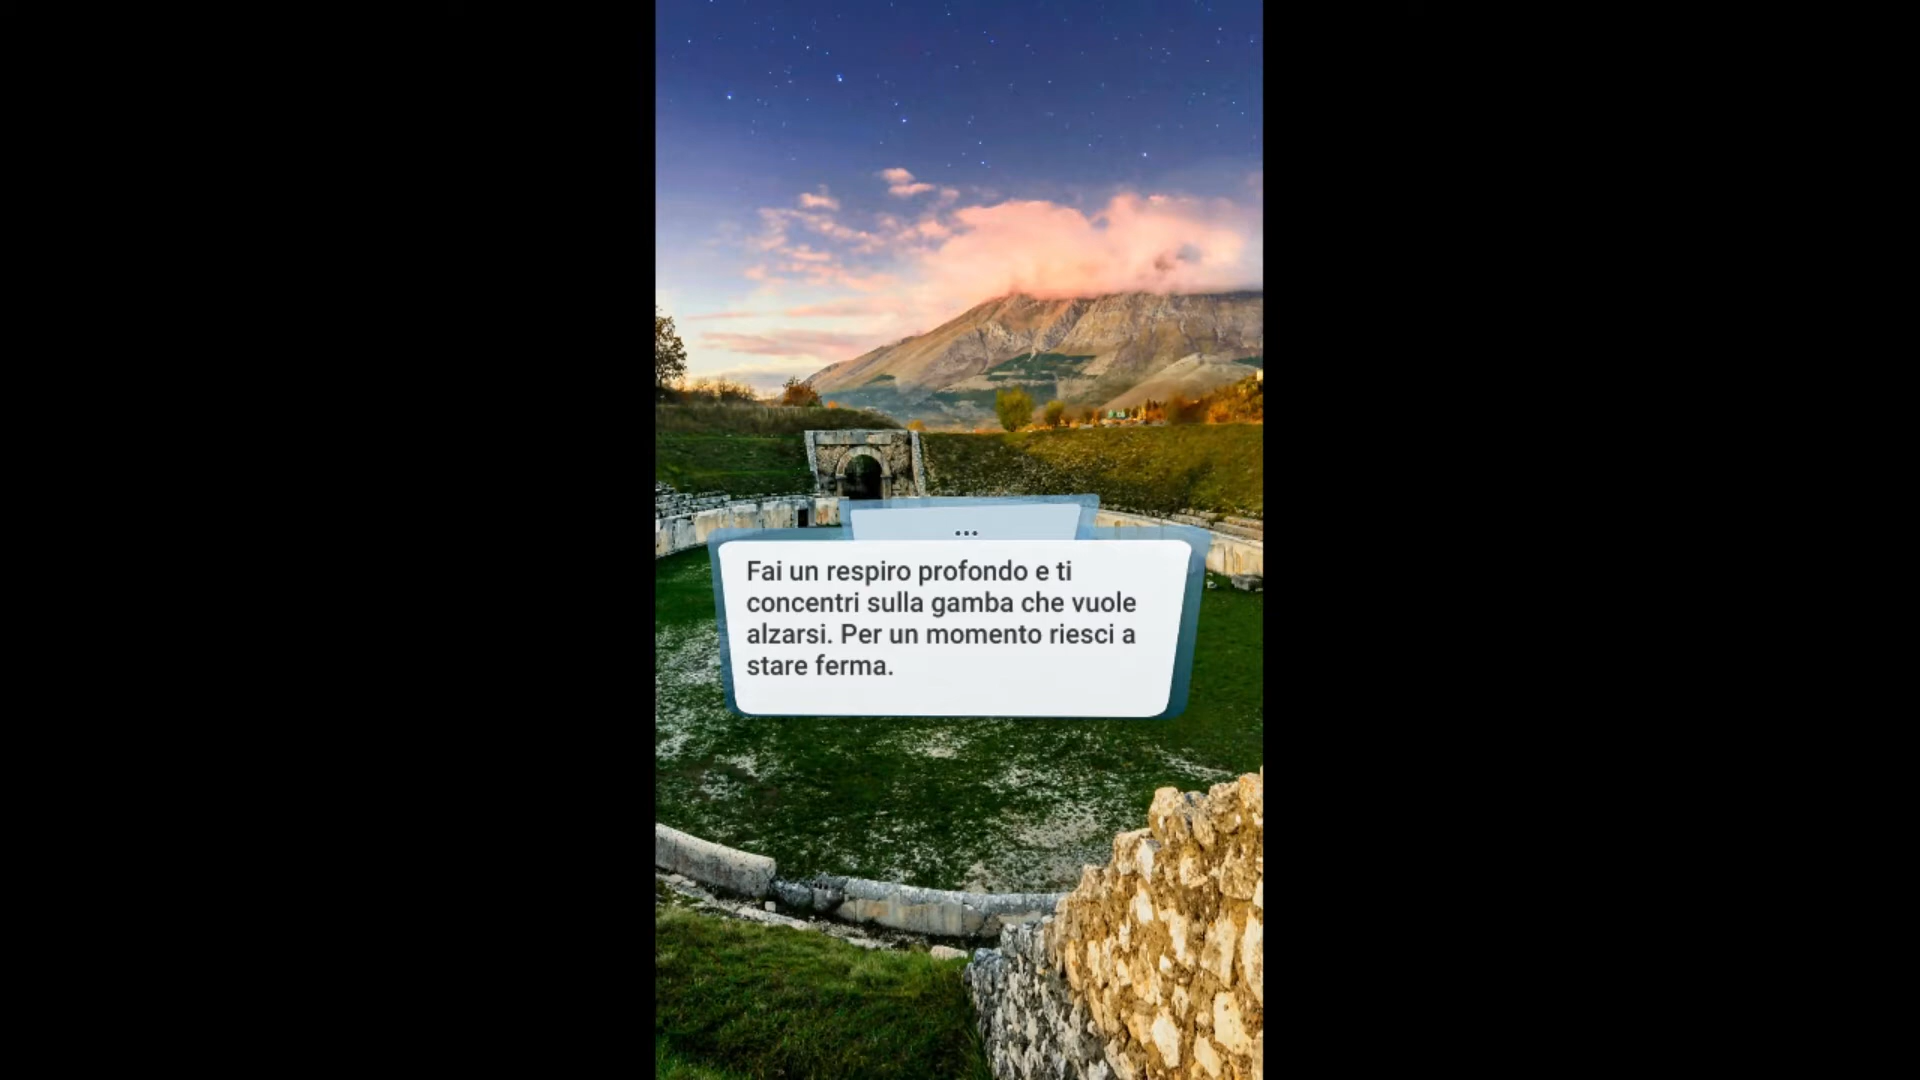 ...
Fai un respiro profondo e ti
concentri sulla gamba che vuole
alzarsi. Per un momento riesci a
stare ferma.